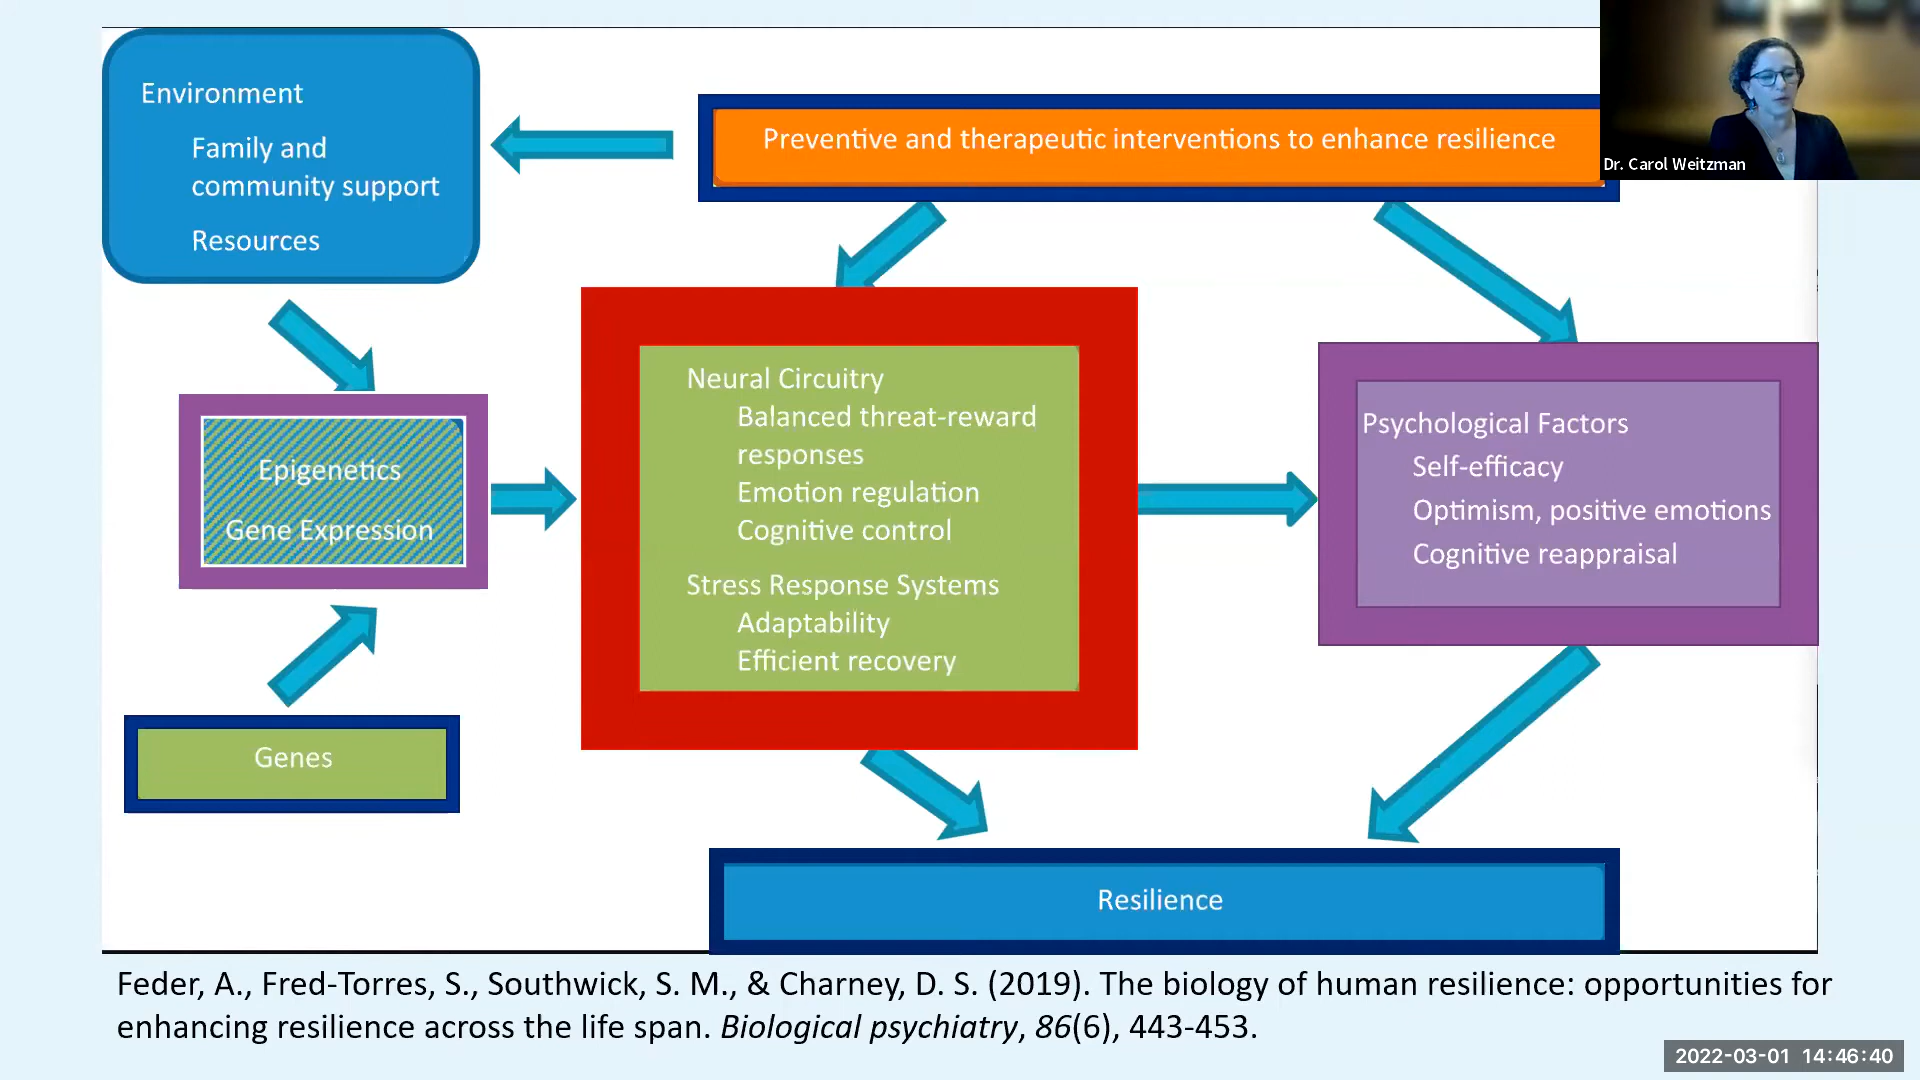 Environment
Family and
community support
Resources
Preventive and therapeutic interventions to enhance resilience
Dr. Carol Weitzman
Epigenetics
Gene Expression
Neural Circuitry
Balanced threat-reward
responses
Emotion regulation
Cognitive control
Stress Response Systems
Adaptability
Efficient recovery
Psychological Factors
Self-efficacy
Optimism, positive emotions
Cognitive reappraisal
Genes
Resilience
Feder, A., Fred-Torres, S., Southwick, S. M., & Charney, D. S. (2019). The biology of human resilience: opportunities for
enhancing resilience across the life span. Biological psychiatry, 86(6), 443-453.
2022-03-01 14:46:40